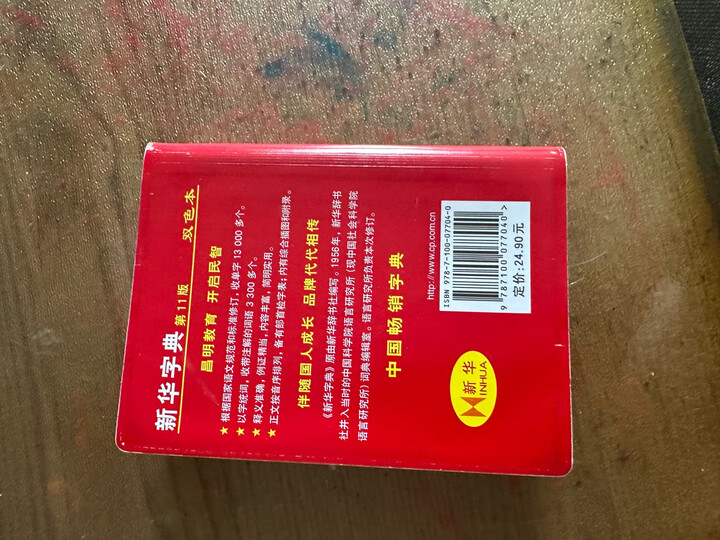 新华字典 第11版 双色本
昌明教育 开启民智
★ 根据国家语文规范和标准修订，收单字 13 000 多个。
★ 以字统词，收带注解的词语 3 300 多个。
★ 释义准确，例证精当，内容丰富，简明实用。
★ 正文按音序排列，备有部首检字表；内有综合插图和附录。
伴随国人成长 品牌代代相传
《新华字典》原由新华辞书社编写。1956年，新华辞书
社并入当时的中国科学院语言研究所（现中国社会科学院
语言研究所）词典编辑室。语言研究所负责本次修订。
中国畅销字典
新华
XINHUA
http://www.cp.com.cn
ISBN 978-7-100-07704-0
9 787100 077040 >
定价:24.90元